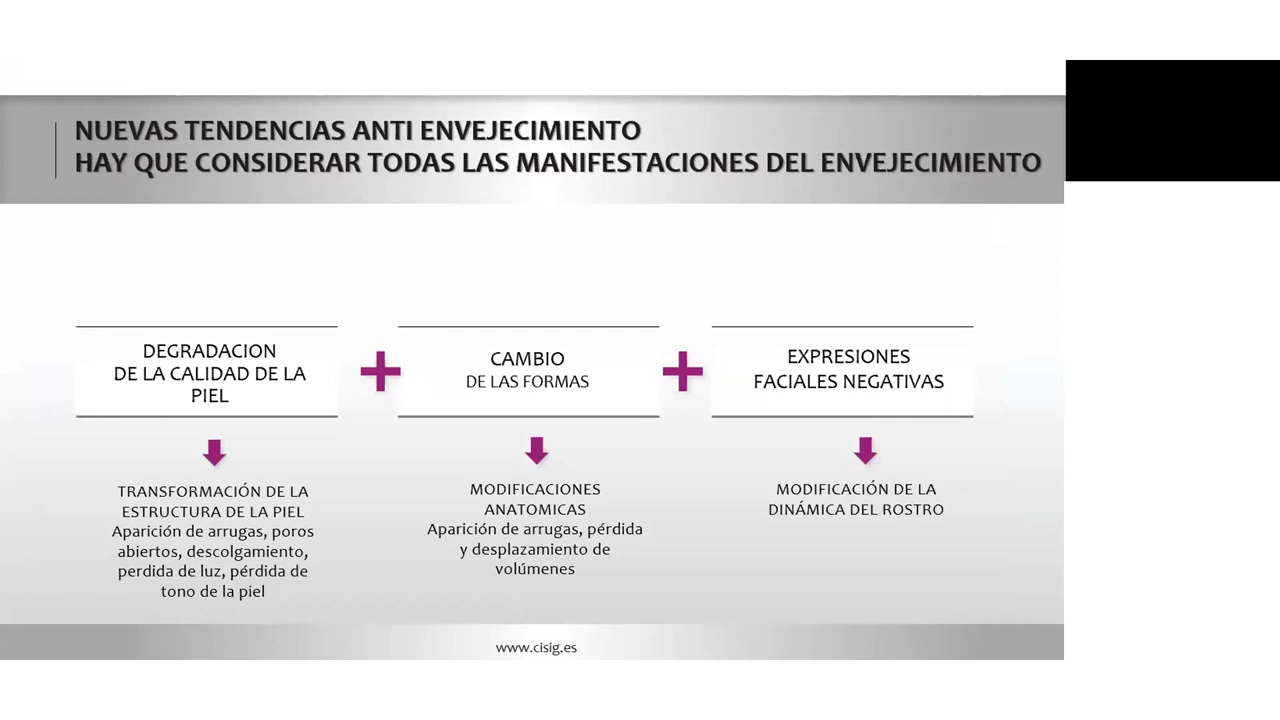 NUEVAS TENDENCIAS ANTI ENVEJECIMIENTO
HAY QUE CONSIDERAR TODAS LAS MANIFESTACIONES DEL ENVEJECIMIENTO
DEGRADACION
DE LA CALIDAD DE LA
PIEL
CAMBIO
DE LAS FORMAS
EXPRESIONES
FACIALES NEGATIVAS
TRANSFORMACIÓN DE LA
ESTRUCTURA DE LA PIEL
Aparición de arrugas, poros
abiertos, descolgamiento,
perdida de luz, pérdida de
tono de la piel
MODIFICACIONES
ANATOMICAS
Aparición de arrugas, pérdida
y desplazamiento de
volúmenes
MODIFICACIÓN DE LA
DINÁMICA DEL ROSTRO
www.cisig.es